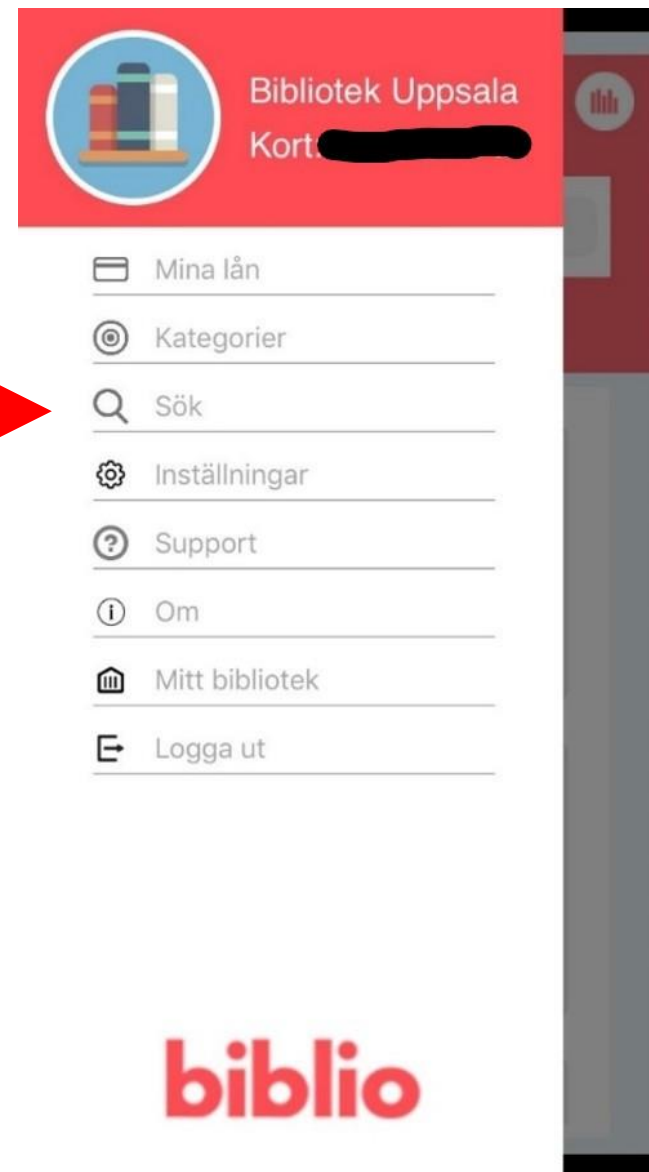 Bibliotek Uppsala
Kort:
Mina lån
Kategorier
Sök
Inställningar
Support
Om
Mitt bibliotek
Logga ut
biblio